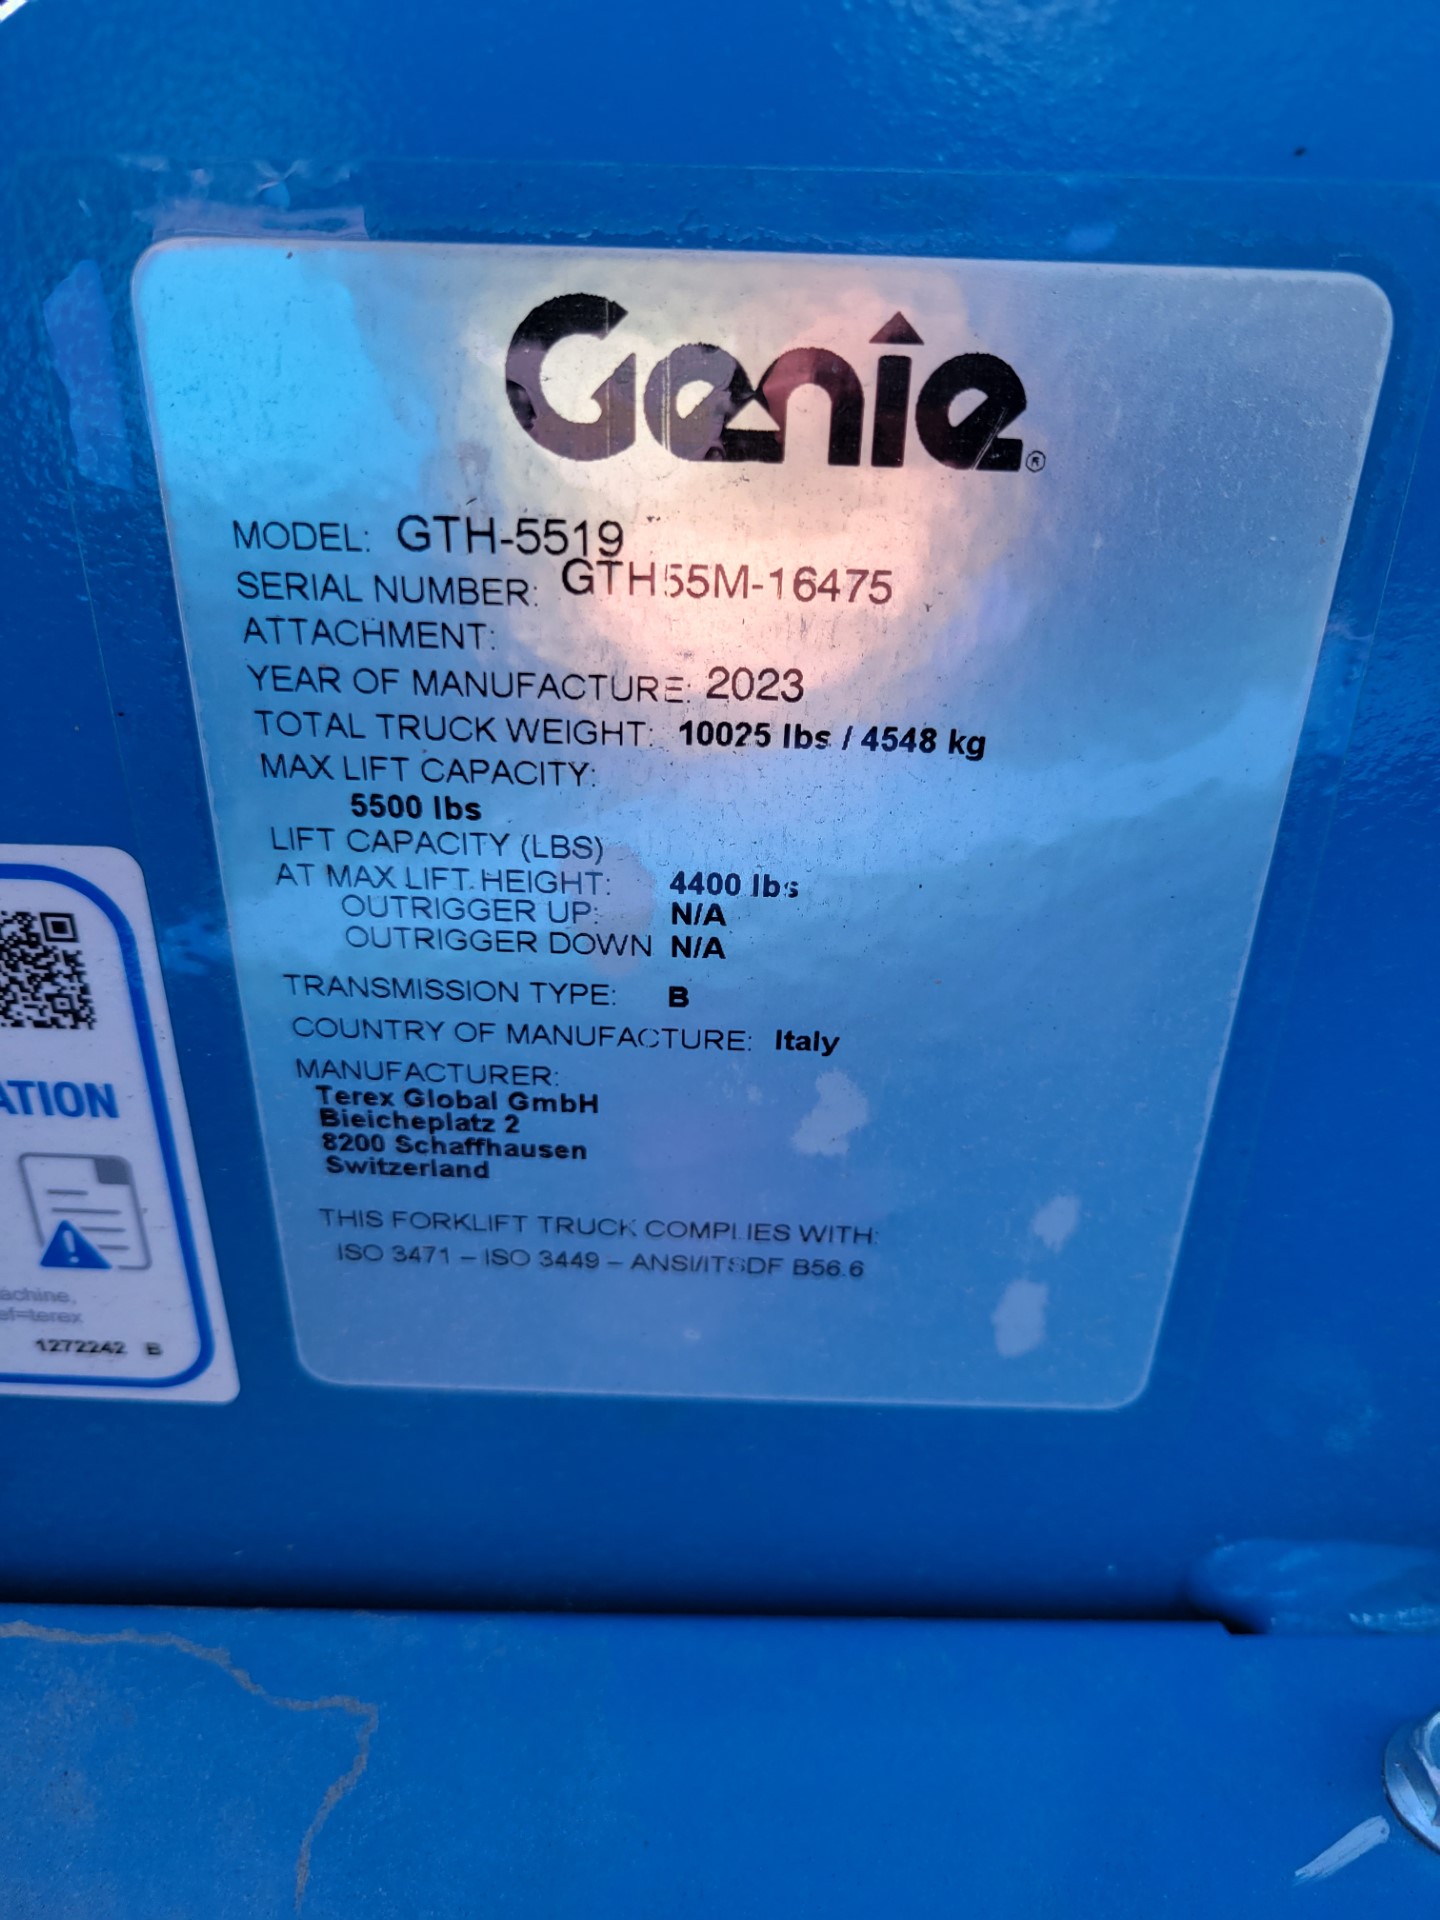 Genie®
MODEL: GTH-5519
SERIAL NUMBER: GTH55M-16475
ATTACHMENT:
YEAR OF MANUFACTURE: 2023
TOTAL TRUCK WEIGHT: 10025 lbs / 4548 kg
MAX LIFT CAPACITY:
5500 lbs
LIFT CAPACITY (LBS)
AT MAX LIFT HEIGHT: 4400 lbs
OUTRIGGER UP: N/A
OUTRIGGER DOWN N/A
TRANSMISSION TYPE: B
COUNTRY OF MANUFACTURE: Italy
MANUFACTURER:
Terex Global GmbH
Bleicheplatz 2
8200 Schaffhausen
Switzerland
THIS FORKLIFT TRUCK COMPLIES WITH:
ISO 3471 – ISO 3449 – ANSI/ITSDF B56.6
ATION
achine,
ef=terex
1272242 B